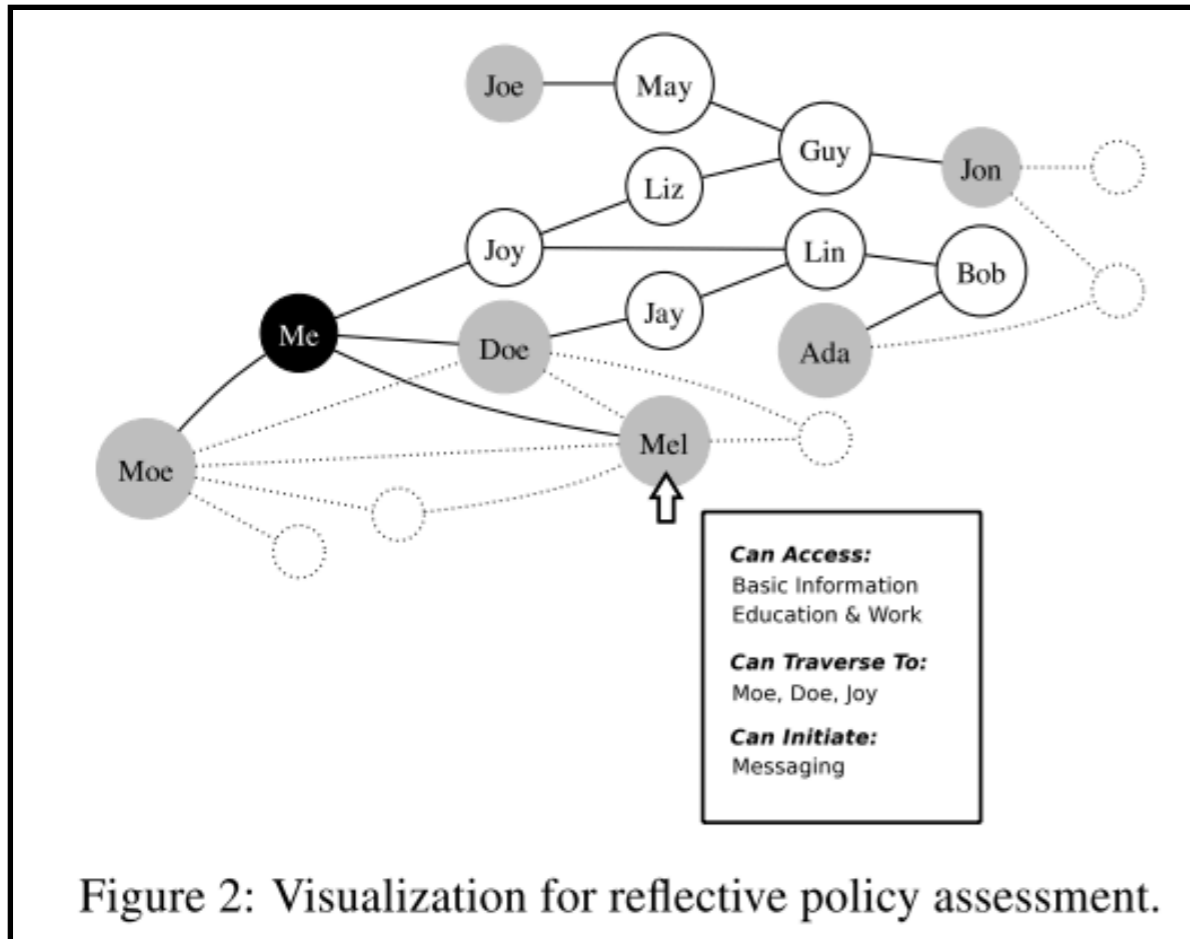 Joe
May
Guy
Jon
Liz
Joy
Lin
Bob
Jay
Me
Doe
Ada
Mel
Moe
Can Access:
Basic Information
Education & Work
Can Traverse To:
Moe, Doe, Joy
Can Initiate:
Messaging
Figure 2: Visualization for reflective policy assessment.